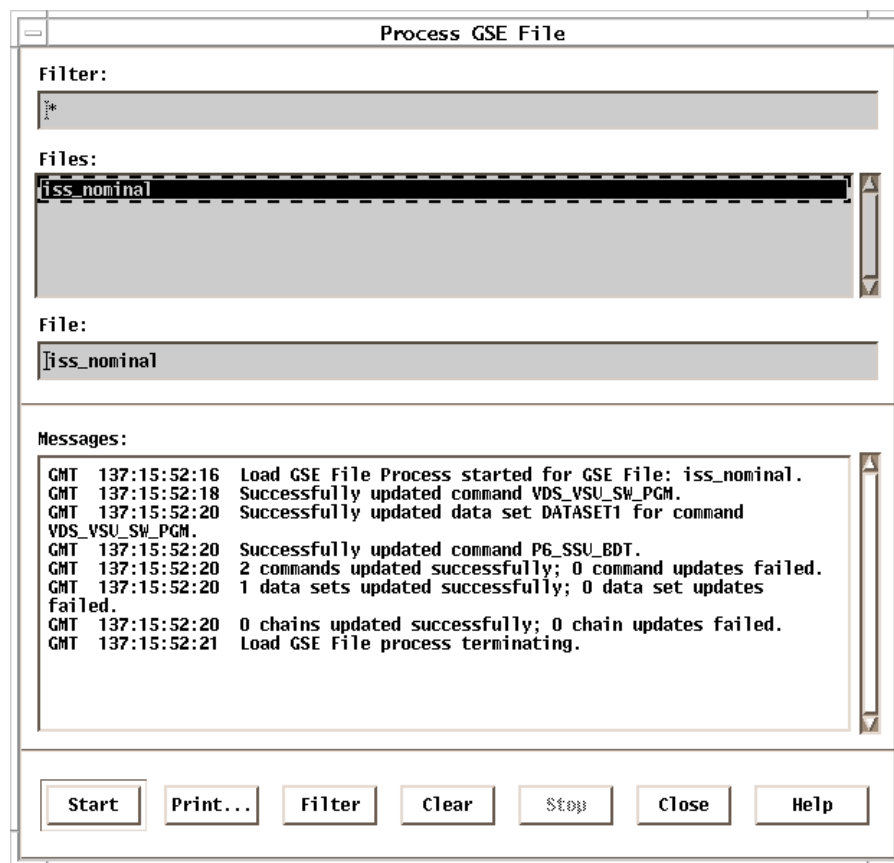 Process GSE File
Filter:
*
Files:
iss_nominal
File:
iss_nominal
Messages:
GMT 137:15:52:16 Load GSE File Process started for GSE File: iss_nominal.
GMT 137:15:52:18 Successfully updated command VDS_VSU_SW_PGM.
GMT 137:15:52:20 Successfully updated data set DATASET1 for command
VDS_VSU_SW_PGM.
GMT 137:15:52:20 Successfully updated command P6_SSU_BDT.
GMT 137:15:52:20 2 commands updated successfully; 0 command updates failed.
GMT 137:15:52:20 1 data sets updated successfully; 0 data set updates
failed.
GMT 137:15:52:20 0 chains updated successfully; 0 chain updates failed.
GMT 137:15:52:21 Load GSE File process terminating.
Start Print... Filter Clear Stop Close Help